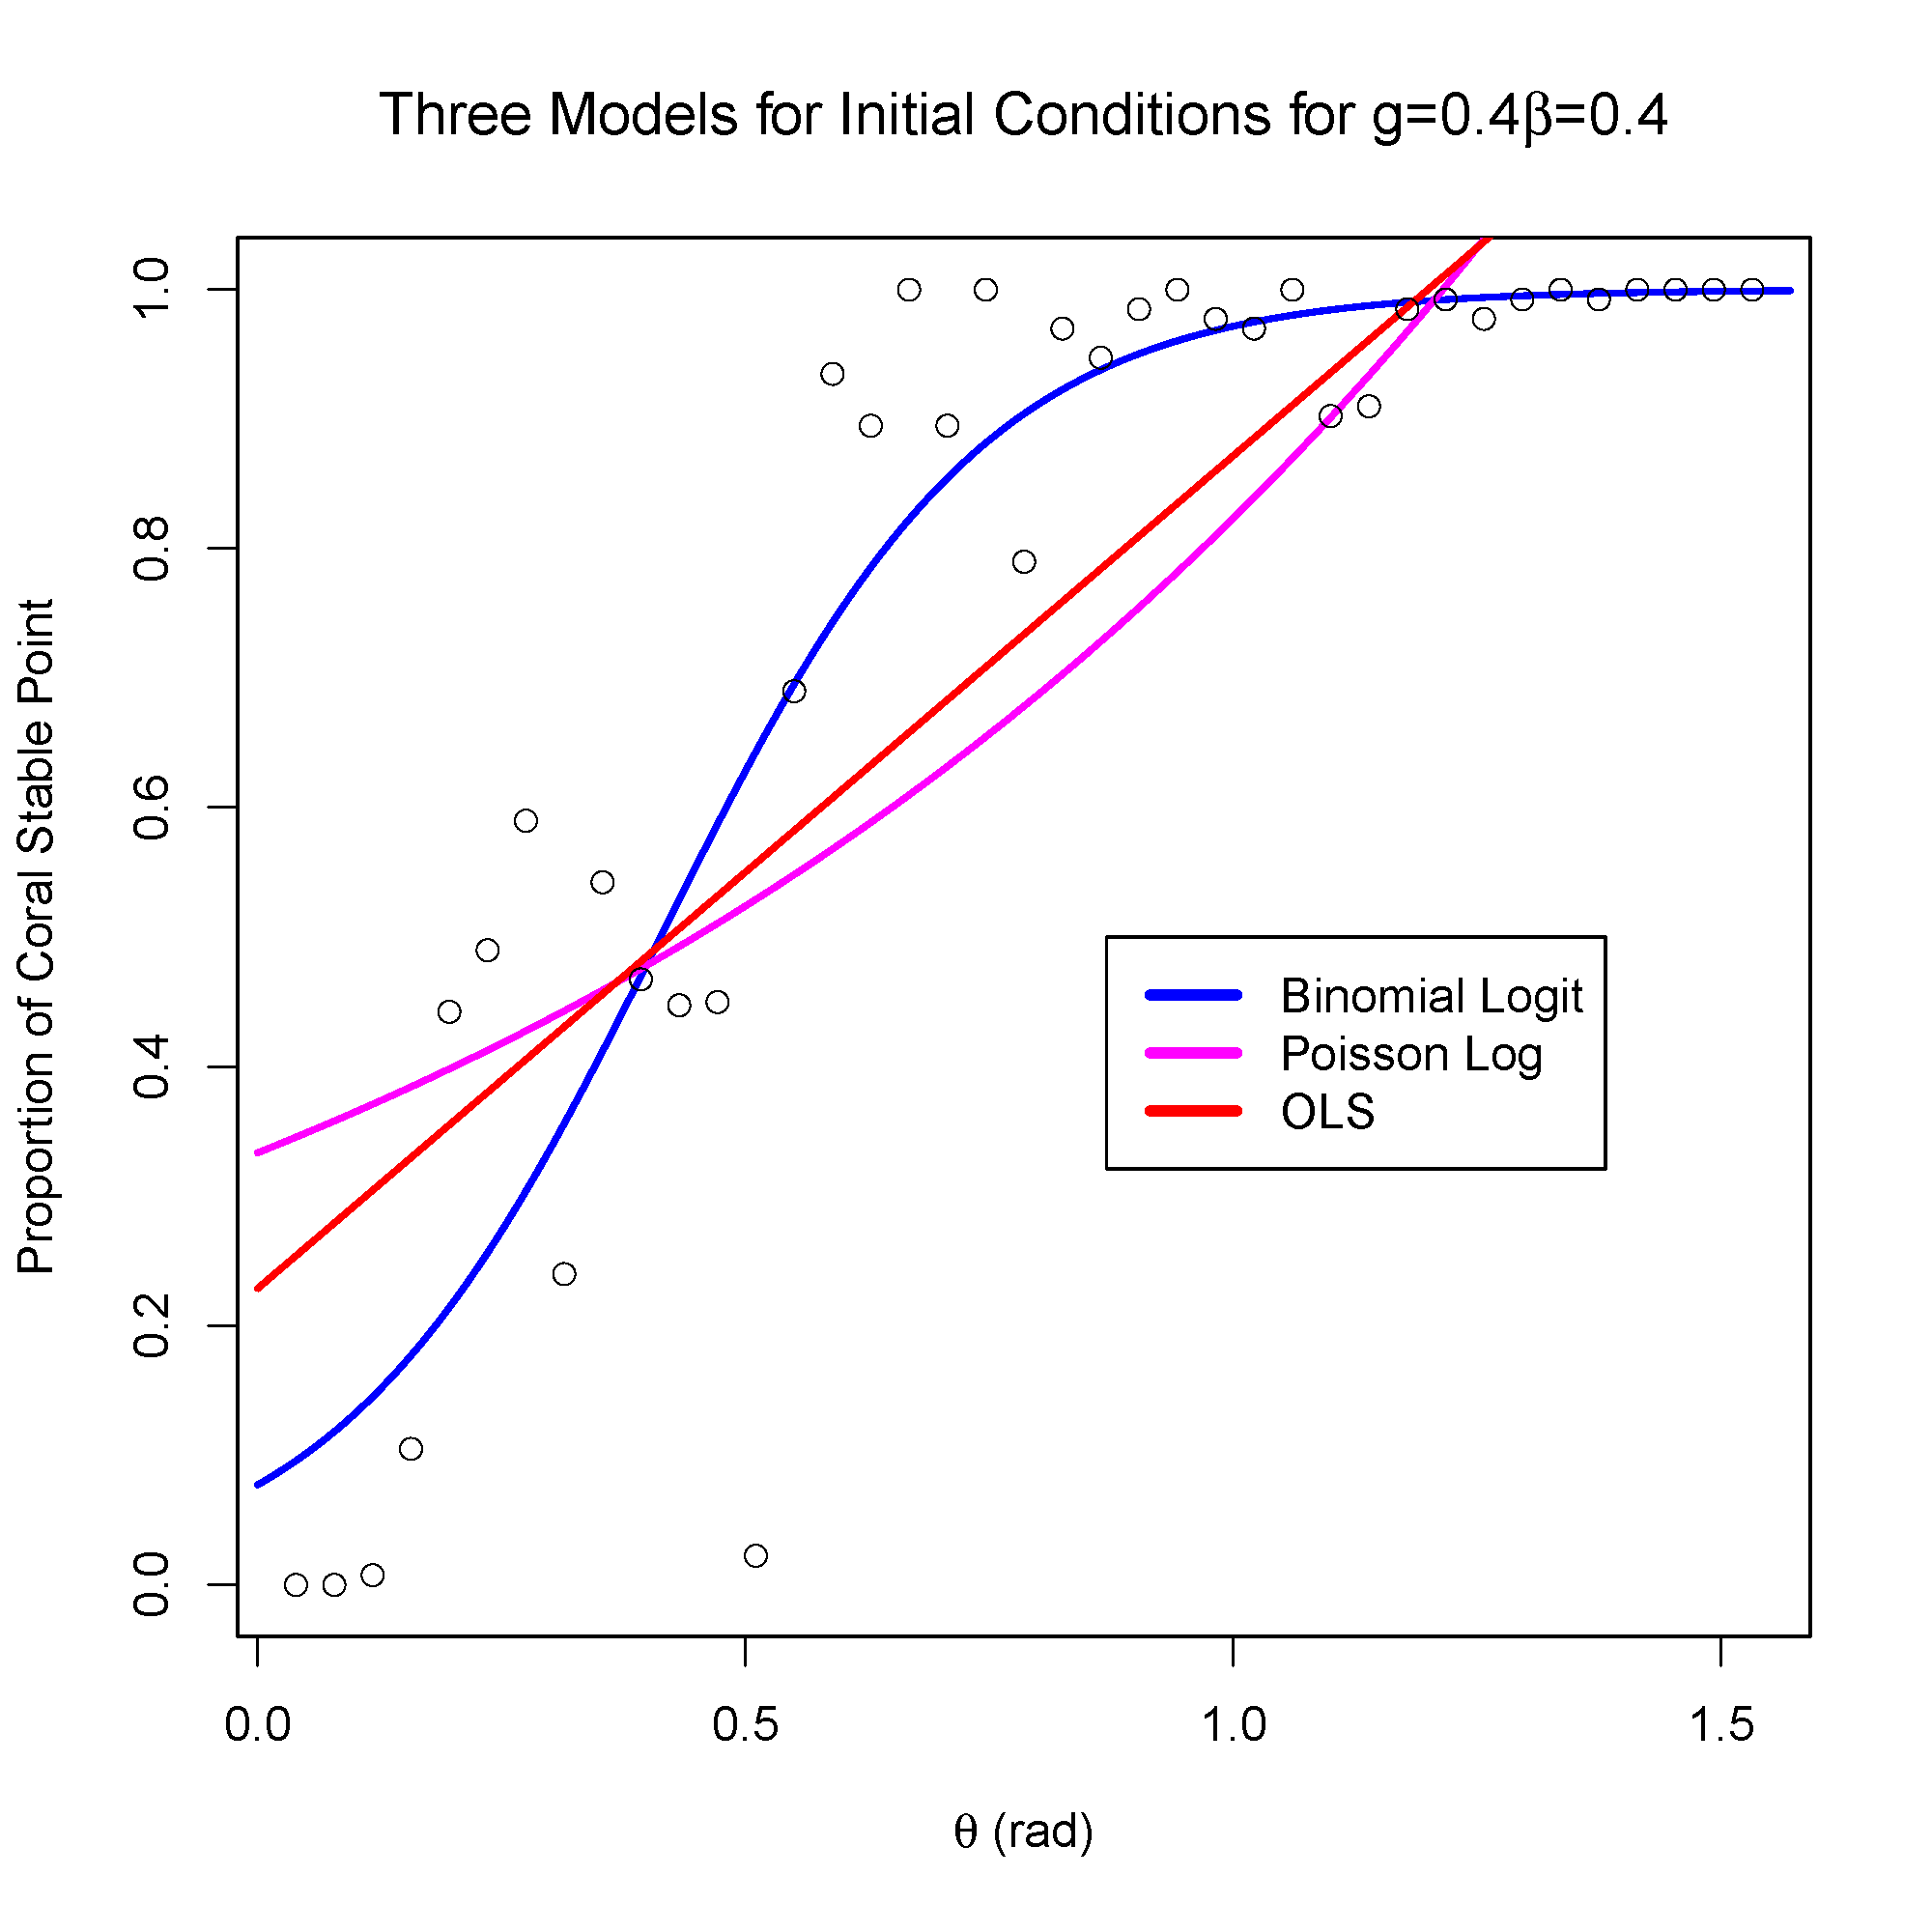 Three Models for Initial Conditions for g=0.4β=0.4
Proportion of Coral Stable Point
1.0
0.8
0.6
0.4
0.2
0.0
Binomial Logit
Poisson Log
OLS
0.0 0.5 1.0 1.5
θ (rad)